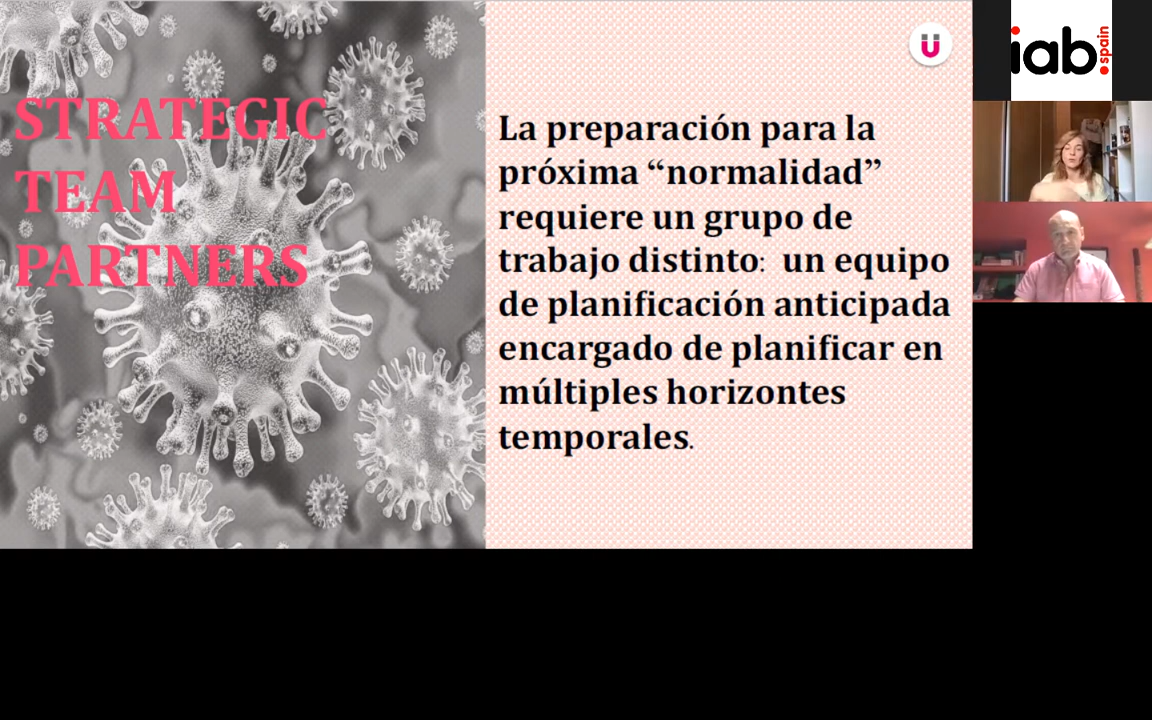 STRATEGIC
TEAM
PARTNERS
La preparación para la
próxima “normalidad”
requiere un grupo de
trabajo distinto:  un equipo
de planificación anticipada
encargado de planificar en
múltiples horizontes
temporales.
Ü
iab
spain